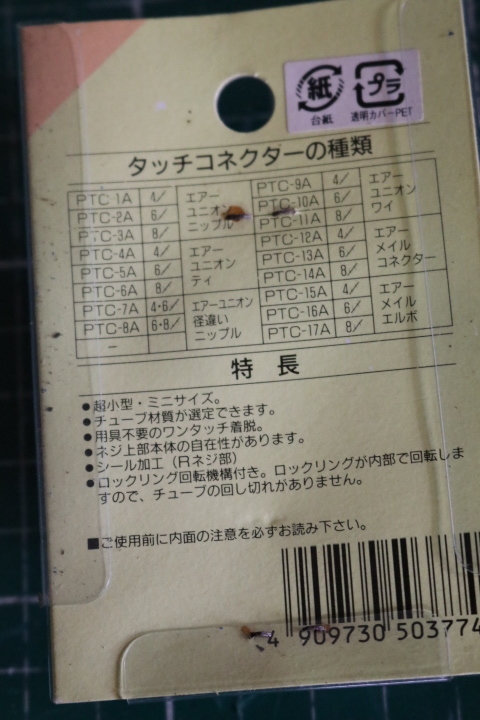 紙
プラ
台紙
透明カバーPET
タッチコネクターの種類
PTC-1A 4/ エアー
PTC-2A 6/ ユニオン
PTC-3A 8/ ニップル
PTC-4A 4/ エアー
PTC-5A 6/ ユニオン
PTC-6A 8/ ティ
PTC-7A 4・6/ エアーユニオン
PTC-8A 6・8/ 径違い
— ニップル
PTC-9A 4/ エアー
PTC-10A 6/ ユニオン
PTC-11A 8/ ワイ
PTC-12A 4/ エアー
PTC-13A 6/ メイル
PTC-14A 8/ コネクター
PTC-15A 4/ エアー
PTC-16A 6/ メイル
PTC-17A 8/ エルボ
特 長
●超小型・ミニサイズ。
●チューブ材質が選定できます。
●用具不要のワンタッチ着脱。
●ネジ上部本体の自在性があります。
●シール加工（Rネジ部）
●ロックリング回転機構付き。ロックリングが内部で回転しま
すので、チューブの回し切れがありません。
■ご使用前に内面の注意を必ずお読み下さい。
4 909730 503774